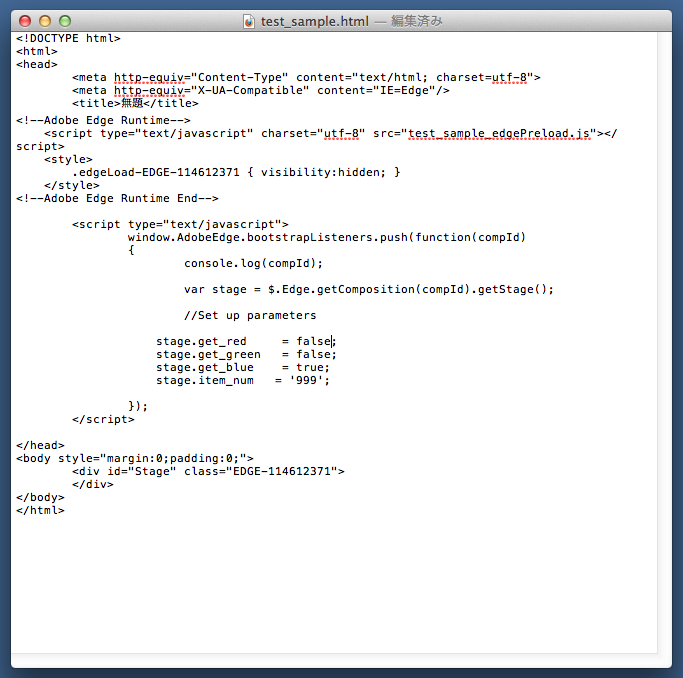 test_sample.html — 編集済み
<!DOCTYPE html>
<html>
<head>
        <meta http-equiv="Content-Type" content="text/html; charset=utf-8">
        <meta http-equiv="X-UA-Compatible" content="IE=Edge"/>
        <title>無題</title>
<!--Adobe Edge Runtime-->
    <script type="text/javascript" charset="utf-8" src="test_sample_edgePreload.js"></
script>
    <style>
        .edgeLoad-EDGE-114612371 { visibility:hidden; }
    </style>
<!--Adobe Edge Runtime End-->
        <script type="text/javascript">
                window.AdobeEdge.bootstrapListeners.push(function(compId)
                {
                        console.log(compId);
                        var stage = $.Edge.getComposition(compId).getStage();
                        //Set up parameters
                    stage.get_red     = false;
                    stage.get_green   = false;
                    stage.get_blue    = true;
                    stage.item_num   = '999';
                });
        </script>
</head>
<body style="margin:0;padding:0;">
        <div id="Stage" class="EDGE-114612371">
        </div>
</body>
</html>